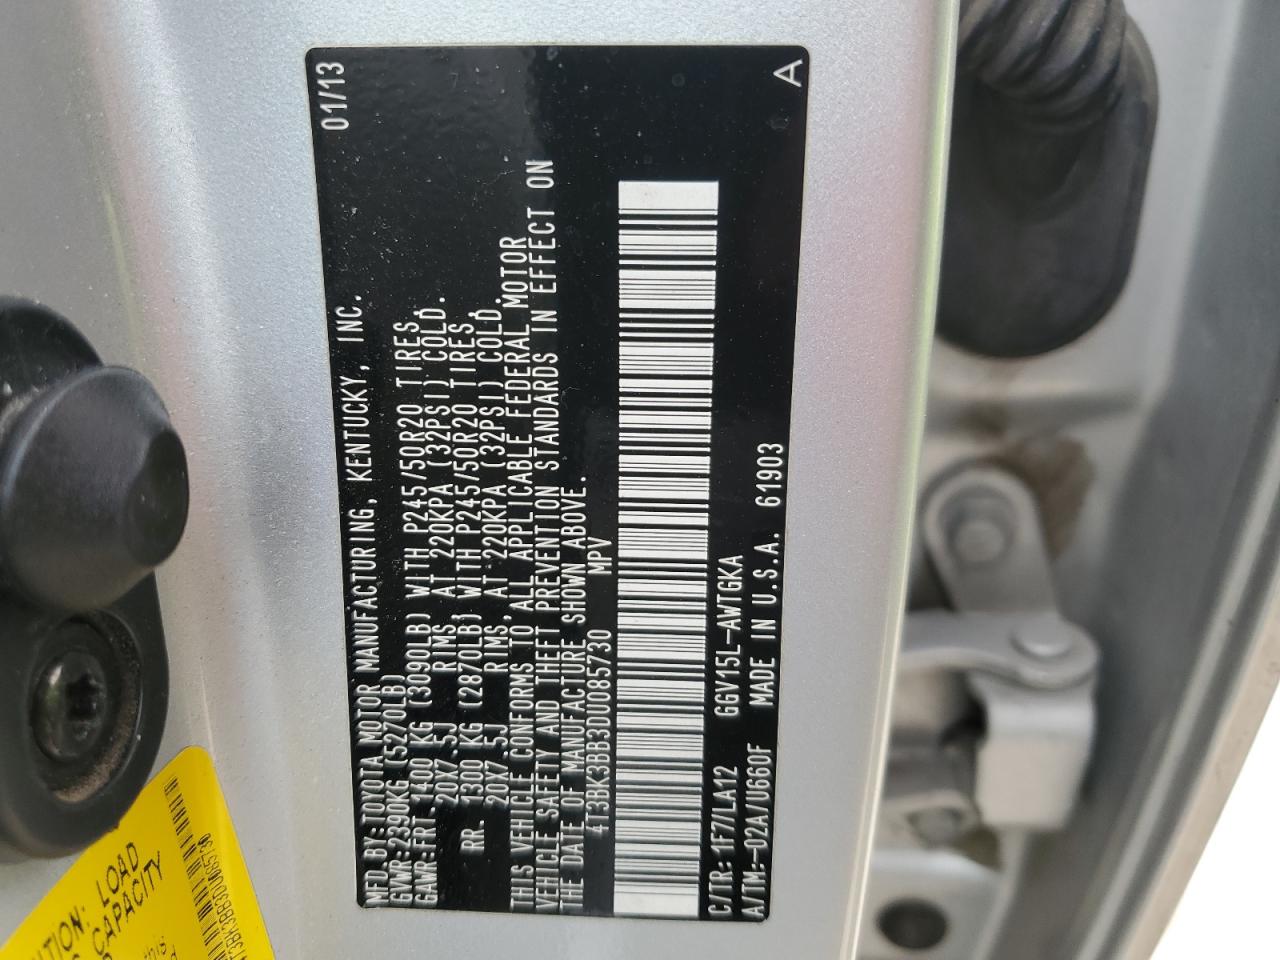 MFD. BY: TOYOTA MOTOR MANUFACTURING, KENTUCKY, INC. 01/13
GVWR:2390KG (5270LB)
GAWR:FRT- 1400 KG (3090LB) WITH P245/50R20 TIRES,
20X7.5J RIMS, AT 220KPA (32PSI) COLD.
RR. 1300 KG (2870LB) WITH P245/50R20 TIRES,
20X7.5J RIMS, AT 220KPA (32PSI) COLD.
THIS VEHICLE CONFORMS TO ALL APPLICABLE FEDERAL MOTOR
VEHICLE SAFETY AND THEFT PREVENTION STANDARDS IN EFFECT ON
THE DATE OF MANUFACTURE SHOWN ABOVE.
4T3BK3BB3DU085730 MPV
C/TR:1F7/LA12 GGV15L-AWTGKA
A/TM:-02A/U660F MADE IN U.S.A. 61903 A
4T3BK3BB3DU085730
LOAD
CAPACITY
this